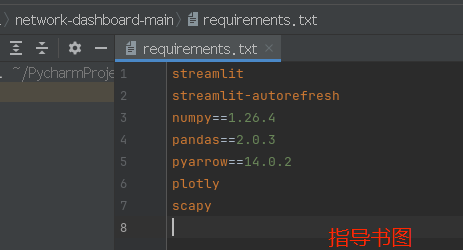 network-dashboard-main
requirements.txt
requirements.txt
~/PycharmProje
1 streamlit
2 streamlit-autorefresh
3 numpy==1.26.4
4 pandas==2.0.3
5 pyarrow==14.0.2
6 plotly
7 scapy
8
指导书图